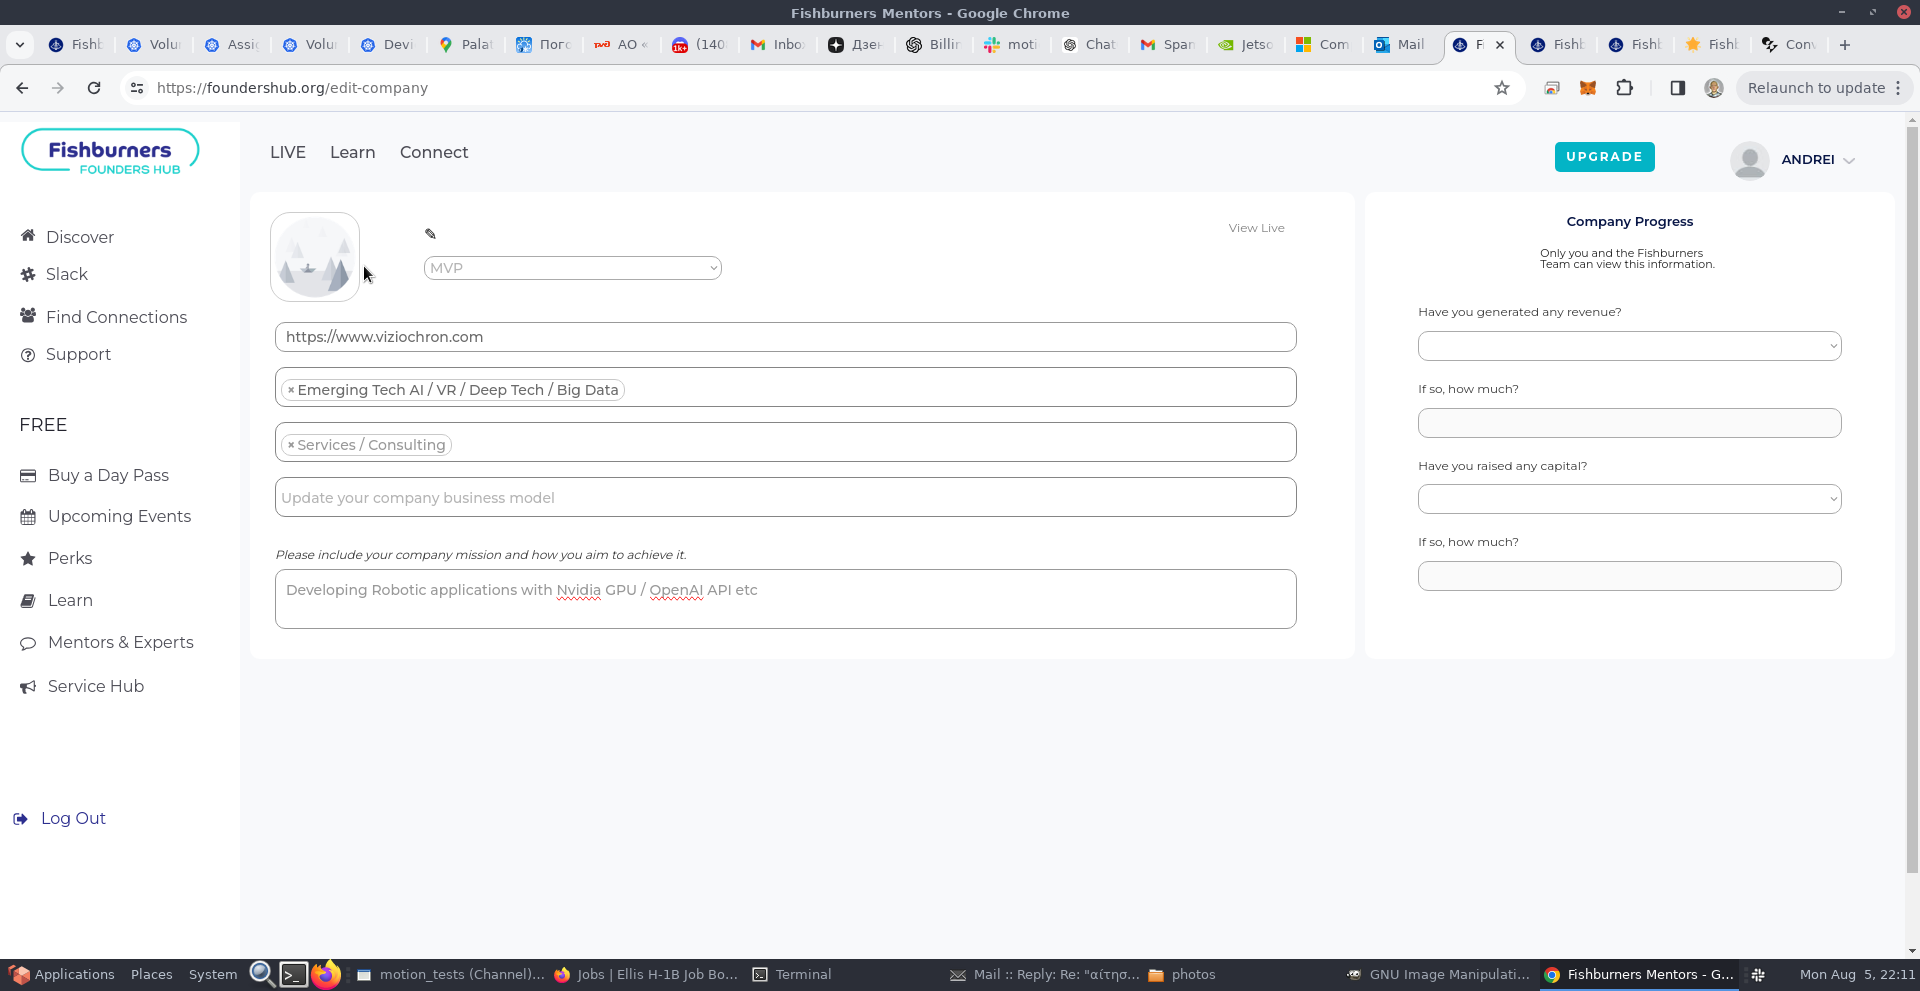 Fishburners Mentors - Google Chrome
Fishb
Volu
Assig
Volu
Devi
Palat
Пого
АО «
1k+
(140
Inbo
Дзен
Billin
moti
Chat
Span
Jetso
Com
Mail
Fi
Fishb
Fishb
Fishb
Conv
https://foundershub.org/edit-company
Relaunch to update
Fishburners
FOUNDERS HUB
LIVE
Learn
Connect
UPGRADE
ANDREI
Discover
Slack
Find Connections
Support
FREE
Buy a Day Pass
Upcoming Events
Perks
Learn
Mentors & Experts
Service Hub
Log Out
View Live
MVP
https://www.viziochron.com
×Emerging Tech AI / VR / Deep Tech / Big Data
×Services / Consulting
Update your company business model
Please include your company mission and how you aim to achieve it.
Developing Robotic applications with Nvidia GPU / OpenAI API etc
Company Progress
Only you and the Fishburners
Team can view this information.
Have you generated any revenue?
If so, how much?
Have you raised any capital?
If so, how much?
Applications
Places
System
motion_tests (Channel)...
Jobs | Ellis H-1B Job Bo...
Terminal
Mail :: Reply: Re: "αίτησ...
photos
GNU Image Manipulati...
Fishburners Mentors - G...
Mon Aug 5, 22:11